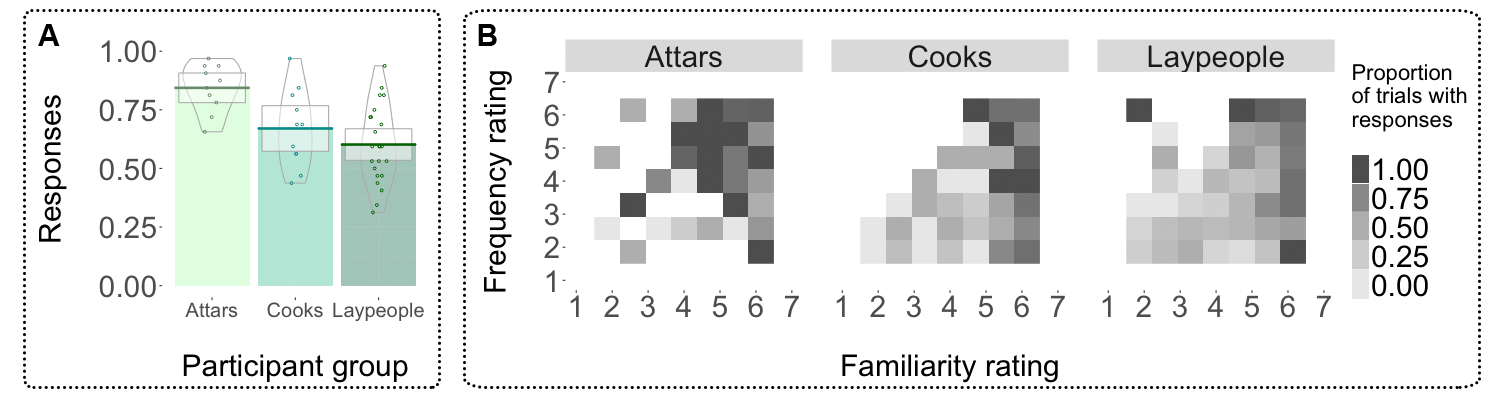 A
1.00
0.75
0.50
0.25
0.00
Responses
Attars
Cooks
Laypeople
Participant group
B
Attars
Cooks
Laypeople
7
6
5
4
3
2
1
Frequency rating
1 2 3 4 5 6 7
1 2 3 4 5 6 7
1 2 3 4 5 6 7
Familiarity rating
Proportion
of trials with
responses
1.00
0.75
0.50
0.25
0.00